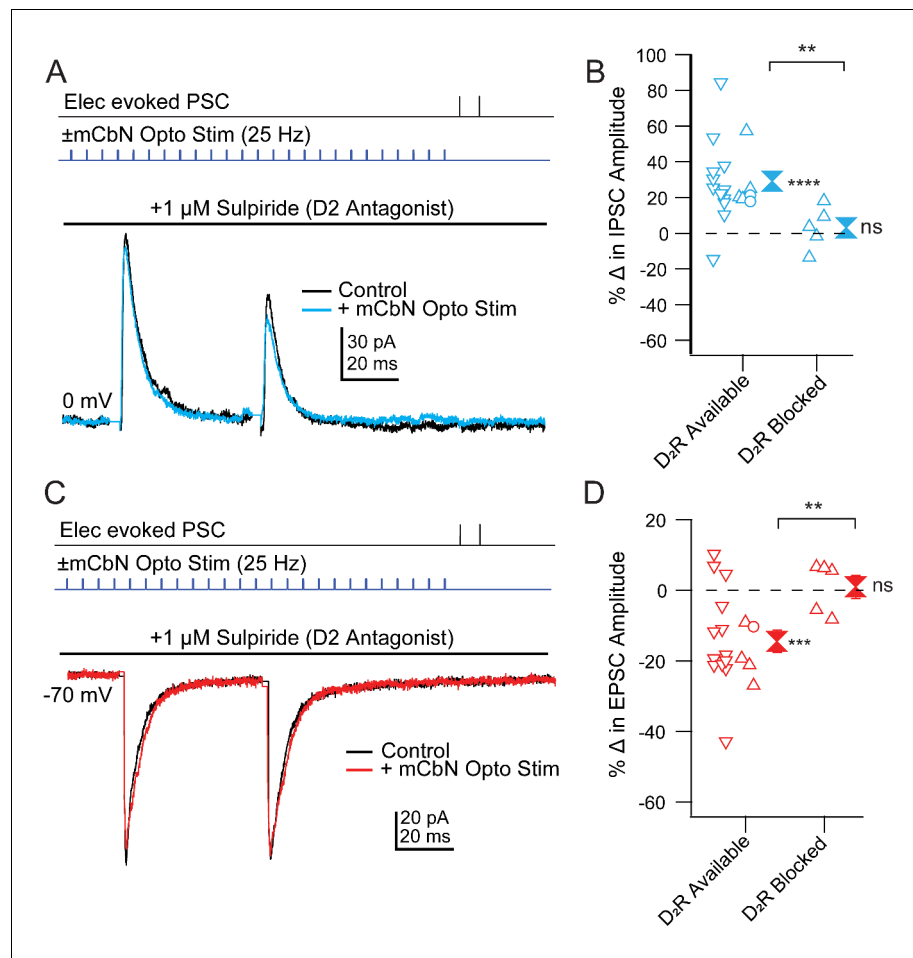 A
Elec evoked PSC
±mCbN Opto Stim (25 Hz)
+1 µM Sulpiride (D2 Antagonist)
Control
+ mCbN Opto Stim
30 pA
20 ms
0 mV
B
**
% Δ in IPSC Amplitude
100
80
60
40
20
0
-20
-40
-60
****
ns
D₂R Available
D₂R Blocked
C
Elec evoked PSC
±mCbN Opto Stim (25 Hz)
+1 µM Sulpiride (D2 Antagonist)
-70 mV
Control
+ mCbN Opto Stim
20 pA
20 ms
D
**
% Δ in EPSC Amplitude
20
0
-20
-40
-60
ns
***
D₂R Available
D₂R Blocked